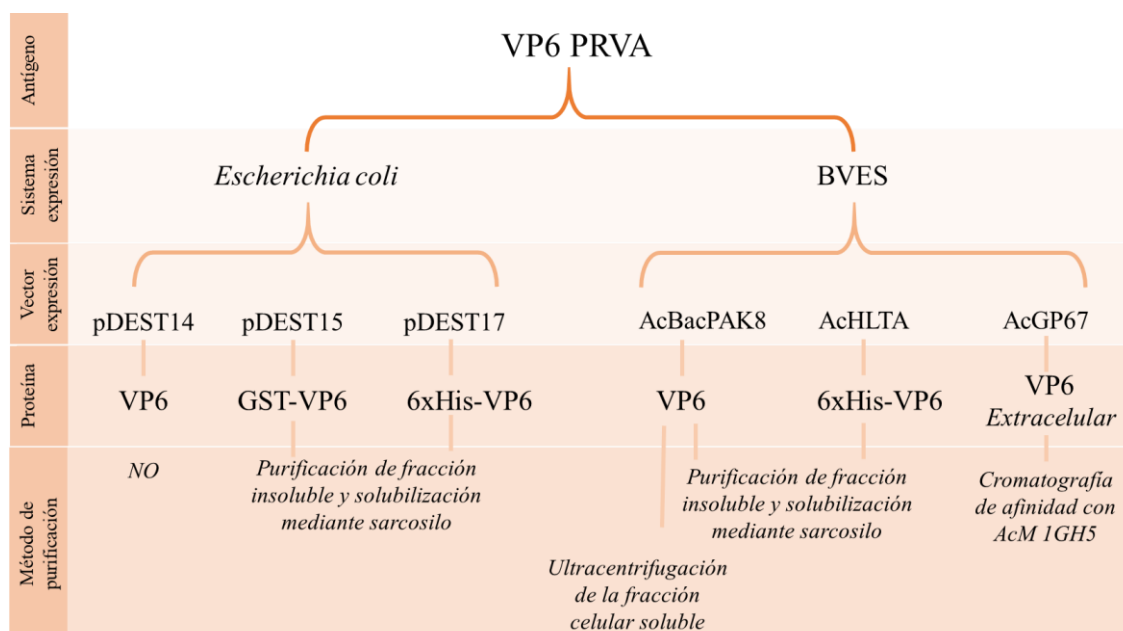 Antígeno
VP6 PRVA
Sistema
expresión
Escherichia coli
BVES
Vector
expresión
pDEST14
pDEST15
pDEST17
AcBacPAK8
AcHLTA
AcGP67
Proteína
VP6
GST-VP6
6xHis-VP6
VP6
6xHis-VP6
VP6
Extracelular
Método de
purificación
NO
Purificación de fracción
insoluble y solubilización
mediante sarcosilo
Ultracentrifugación
de la fracción
celular soluble
Purificación de fracción
insoluble y solubilización
mediante sarcosilo
Cromatografía
de afinidad con
AcM 1GH5